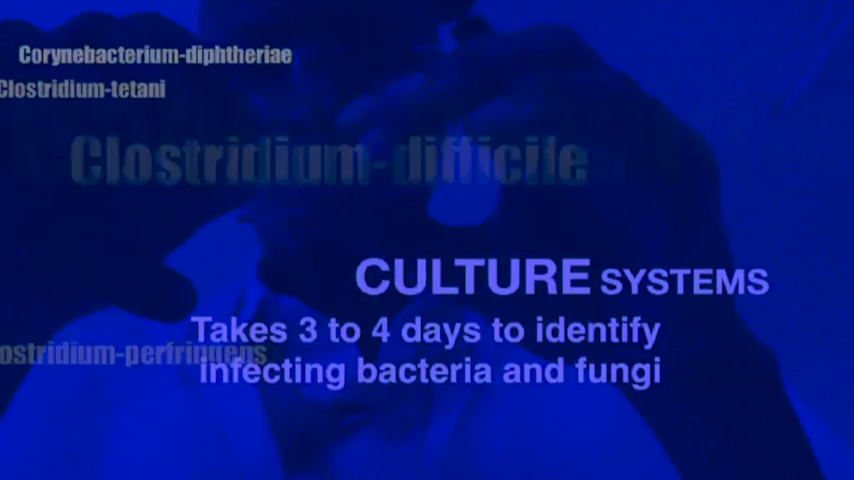 Corynebacterium-diphtheriae
Clostridium-tetani
Clostridium-difficile
CULTURE SYSTEMS
Takes 3 to 4 days to identify
ostridium-perfringens
infecting bacteria and fungi